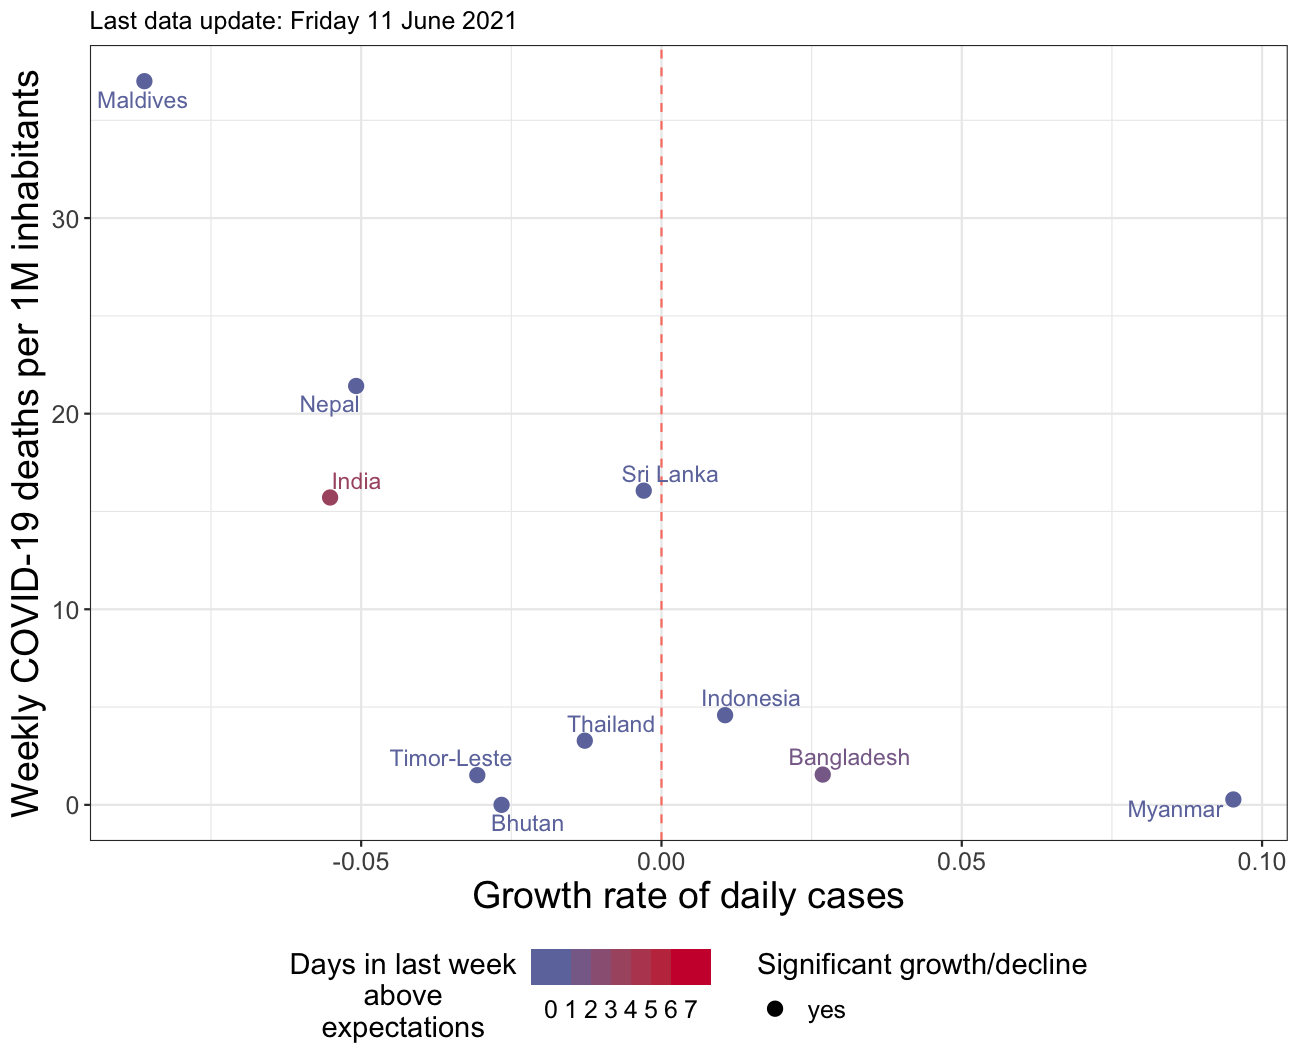 Last data update: Friday 11 June 2021
Weekly COVID-19 deaths per 1M inhabitants
Maldives
30
Nepal
20
India
Sri Lanka
10
Indonesia
Thailand
Timor-Leste
Bangladesh
0
Myanmar
Bhutan
-0.05 0.00 0.05 0.10
Growth rate of daily cases
Days in last week
above
expectations
0 1 2 3 4 5 6 7
Significant growth/decline
yes